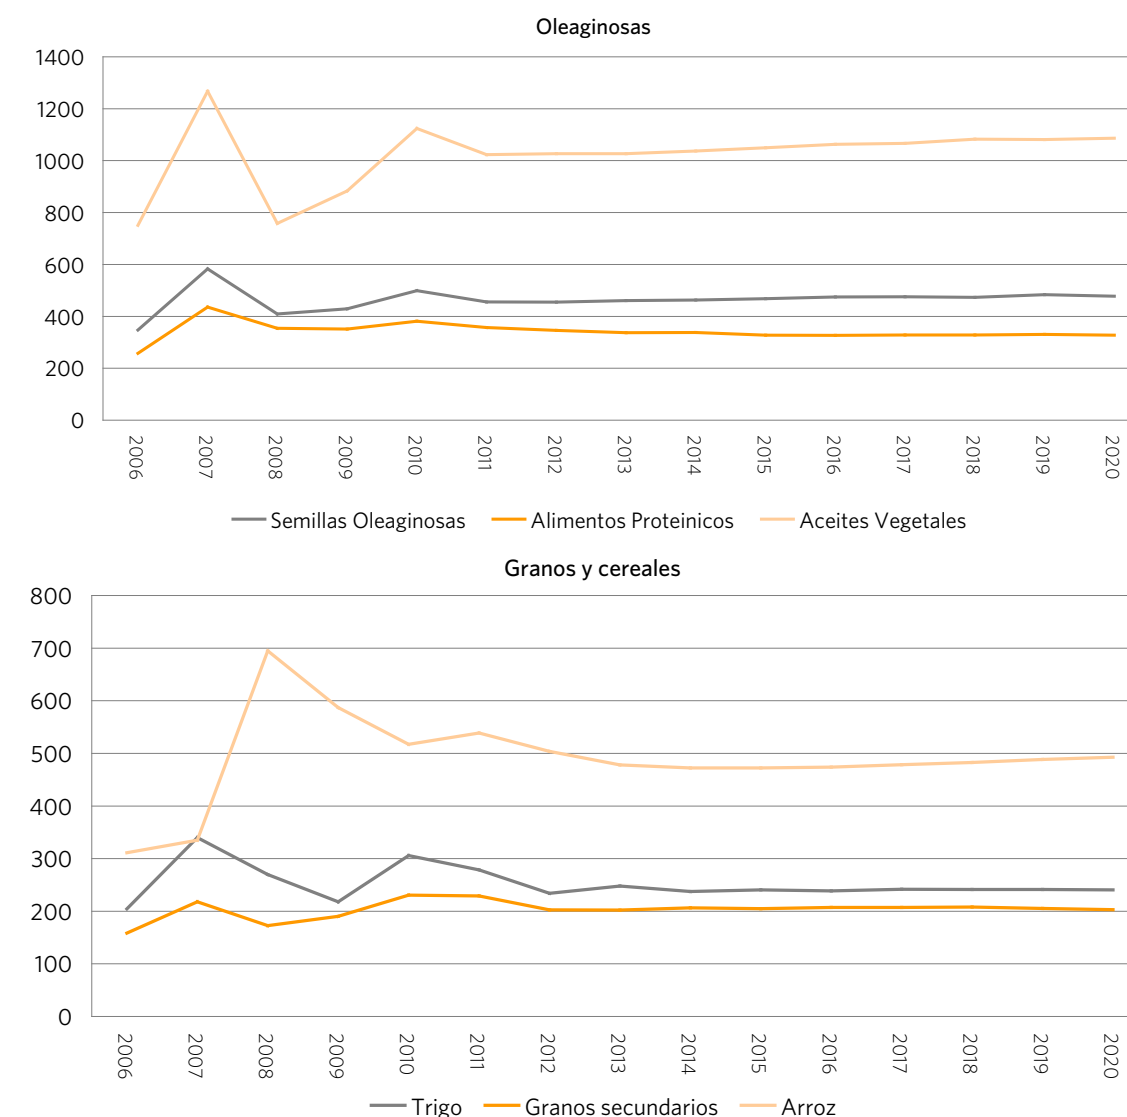 Oleaginosas
1400
1200
1000
800
600
400
200
0
2006 2007 2008 2009 2010 2011 2012 2013 2014 2015 2016 2017 2018 2019 2020
Semillas Oleaginosas Alimentos Proteinicos Aceites Vegetales
Granos y cereales
800
700
600
500
400
300
200
100
0
2006 2007 2008 2009 2010 2011 2012 2013 2014 2015 2016 2017 2018 2019 2020
Trigo Granos secundarios Arroz